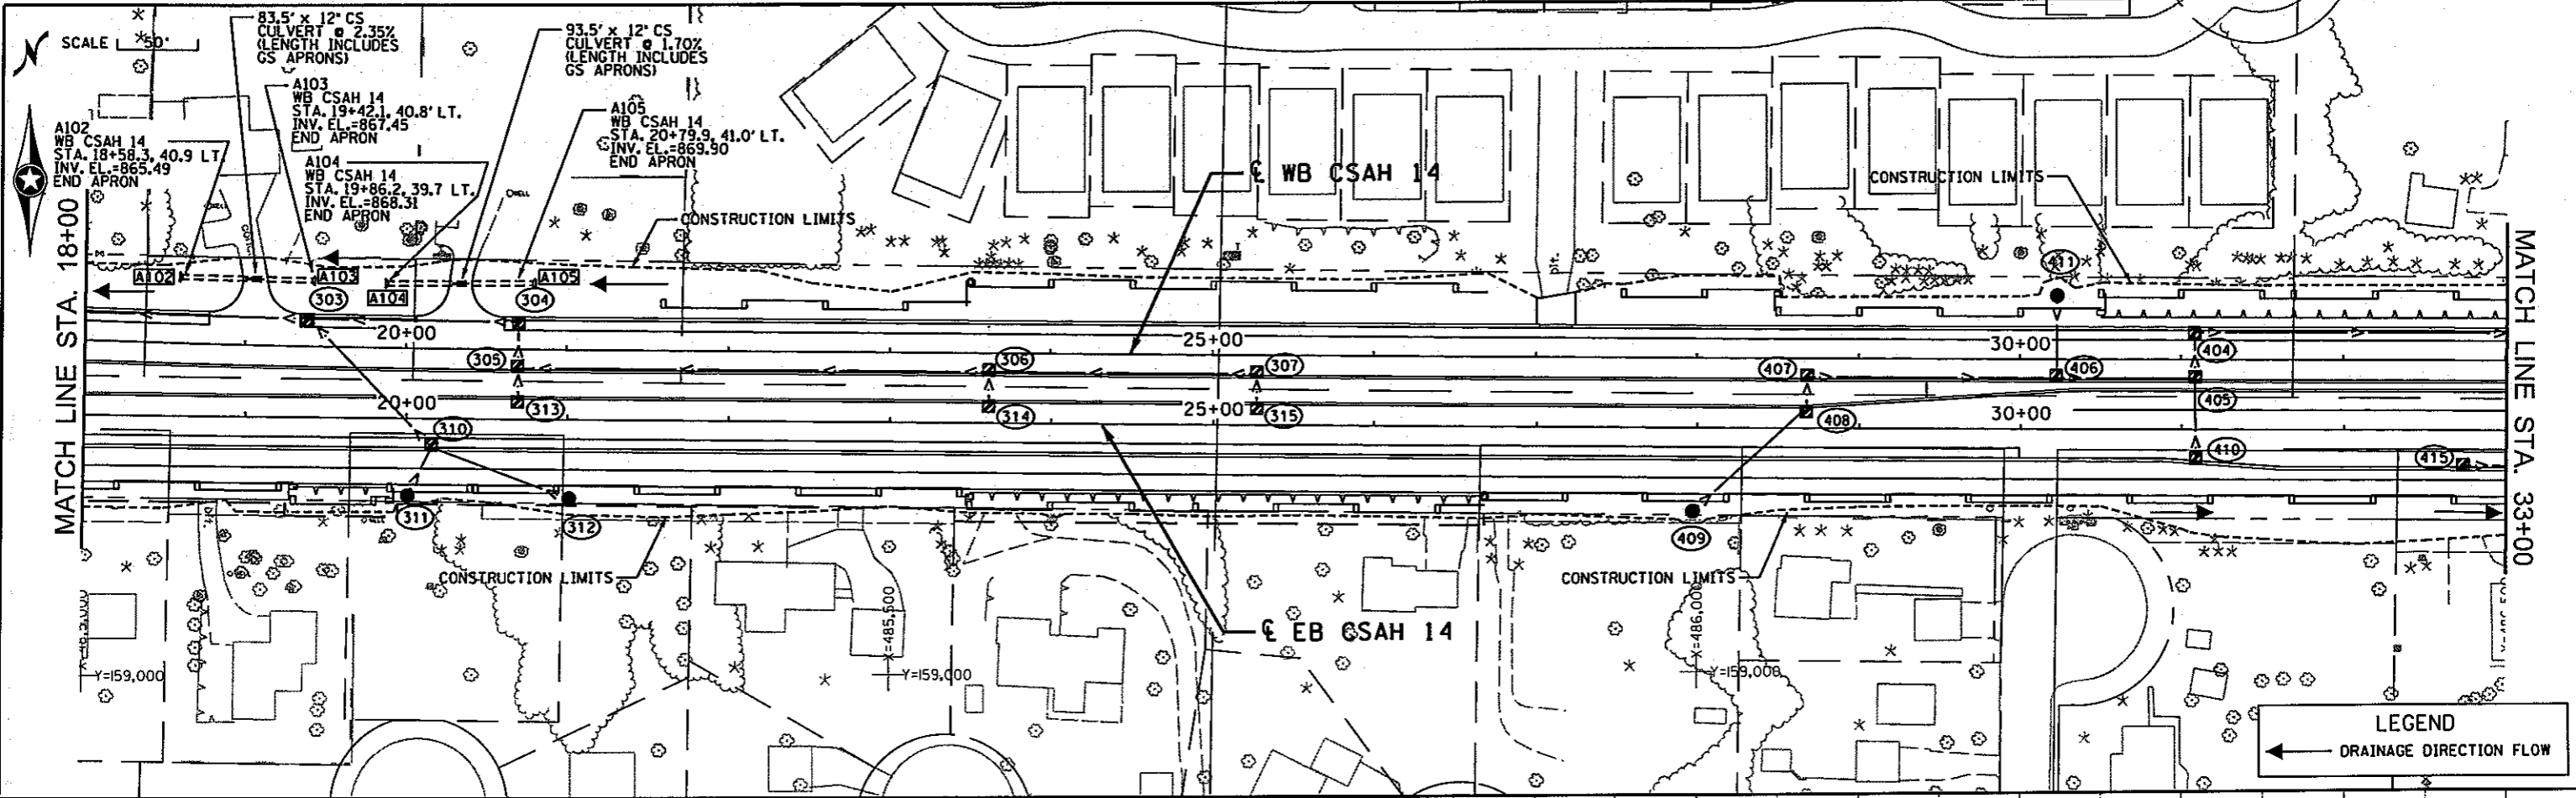 SCALE 50'
83.5' x 12" CS
CULVERT @ 2.35%
(LENGTH INCLUDES
GS APRONS)
93.5' x 12" CS
CULVERT @ 1.70%
(LENGTH INCLUDES
GS APRONS)
A103
WB CSAH 14
STA. 19+42.1, 40.8' LT.
INV. EL.=867.45
END APRON
A105
WB CSAH 14
STA. 20+79.9, 41.0' LT.
INV. EL.=869.90
END APRON
A102
WB CSAH 14
STA. 18+58.3, 40.9 LT.
INV. EL.=865.49
END APRON
A104
WB CSAH 14
STA. 19+86.2, 39.7 LT.
INV. EL.=868.31
END APRON
℄ WB CSAH 14
CONSTRUCTION LIMITS
CONSTRUCTION LIMITS
MATCH LINE STA. 18+00
MATCH LINE STA. 33+00
A102
A103
A104
A105
303
304
411
20+00
25+00
30+00
404
305
306
307
407
406
405
20+00
25+00
30+00
313
314
315
408
310
410
415
311
312
409
CONSTRUCTION LIMITS
CONSTRUCTION LIMITS
X=485,500
X=486,000
℄ EB CSAH 14
Y=159,000
Y=159,000
Y=159,000
LEGEND
DRAINAGE DIRECTION FLOW